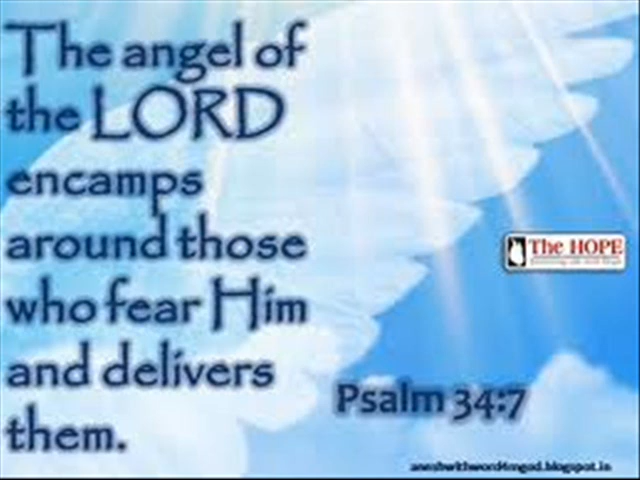 The angel of
the LORD
encamps
around those
who fear Him
and delivers
them.
The HOPE
Psalm 34:7